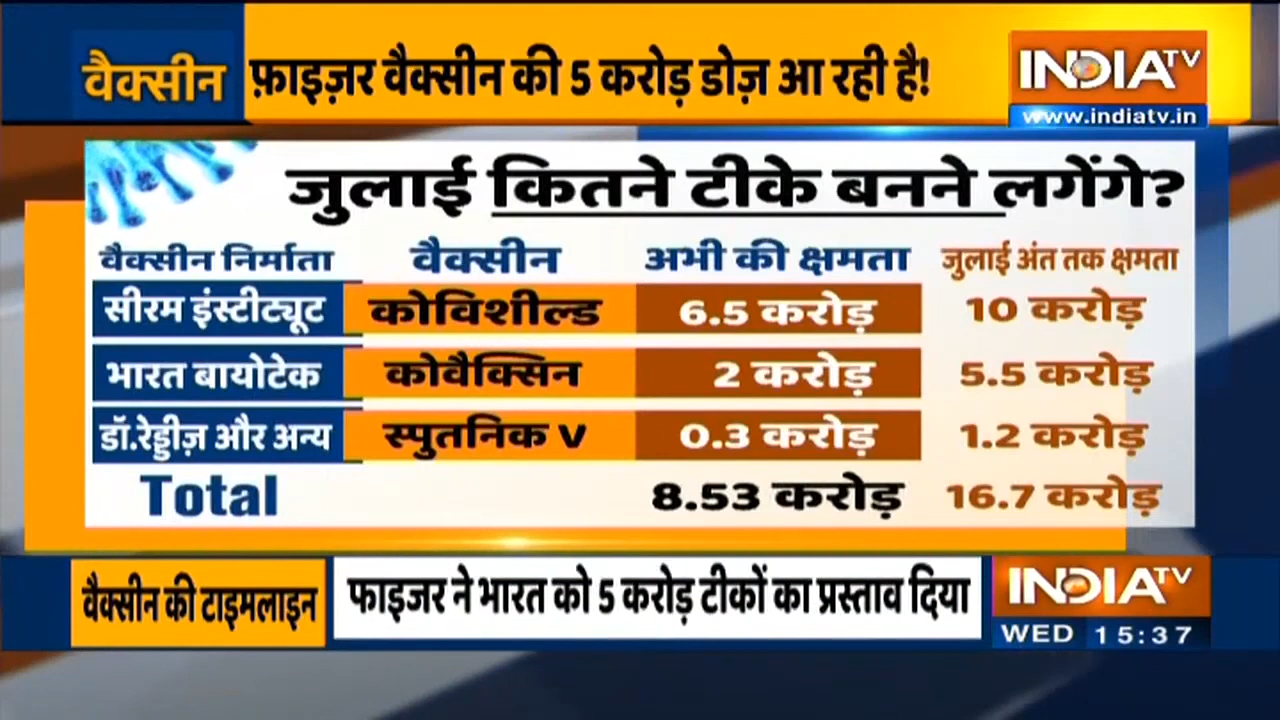 वैक्सीन फ़ाइज़र वैक्सीन की 5 करोड़ डोज़ आ रही है!
INDIA TV
www.indiatv.in
जुलाई कितने टीके बनने लगेंगे?
वैक्सीन निर्माता वैक्सीन अभी की क्षमता जुलाई अंत तक क्षमता
सीरम इंस्टीट्यूट कोविशील्ड 6.5 करोड़ 10 करोड़
भारत बायोटेक कोवैक्सिन 2 करोड़ 5.5 करोड़
डॉ.रेड्डीज़ और अन्य स्पुतनिक V 0.3 करोड़ 1.2 करोड़
Total 8.53 करोड़ 16.7 करोड़
वैक्सीन की टाइमलाइन फाइजर ने भारत को 5 करोड़ टीकों का प्रस्ताव दिया
INDIA TV
WED 15:37